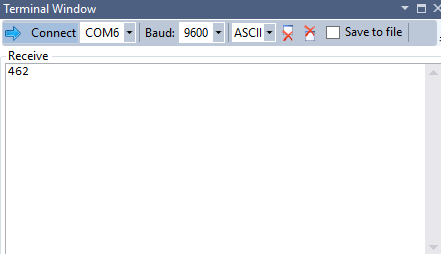 Terminal Window
Connect COM6 Baud: 9600 ASCII Save to file
Receive
462